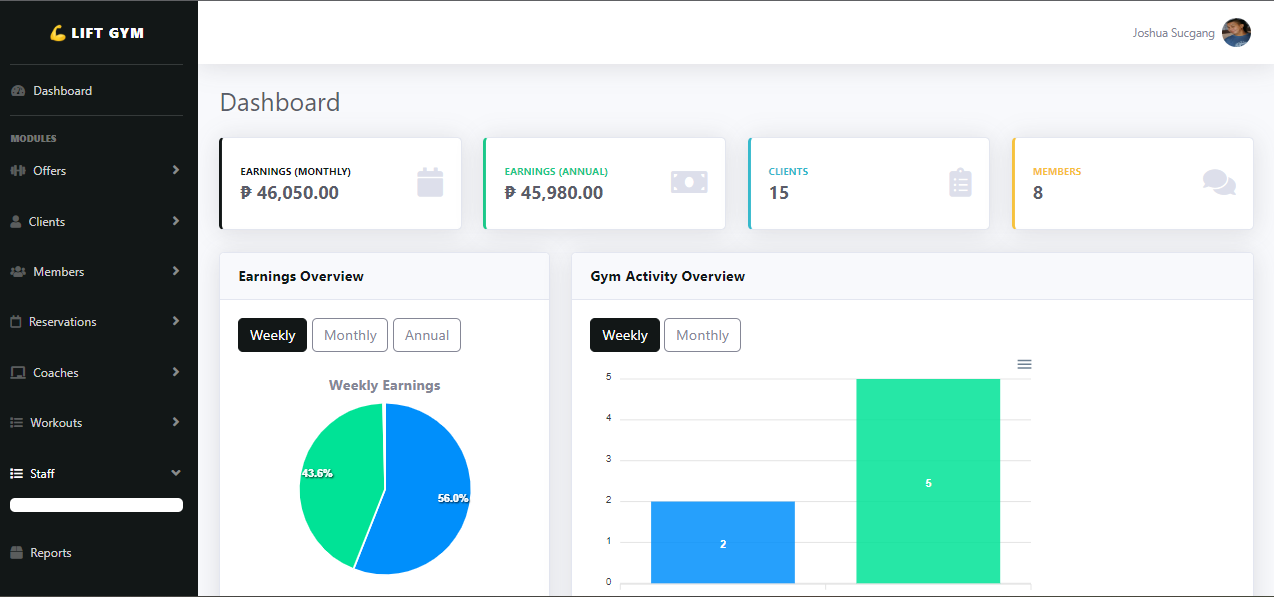 💪 LIFT GYM
Joshua Sucgang
Dashboard
MODULES
Offers
Clients
Members
Reservations
Coaches
Workouts
Staff
Reports
Dashboard
EARNINGS (MONTHLY)
₱ 46,050.00
EARNINGS (ANNUAL)
₱ 45,980.00
CLIENTS
15
MEMBERS
8
Earnings Overview
Weekly Monthly Annual
Weekly Earnings
43.6%
56.0%
Gym Activity Overview
Weekly Monthly
5
4
3
2
1
0
2
5